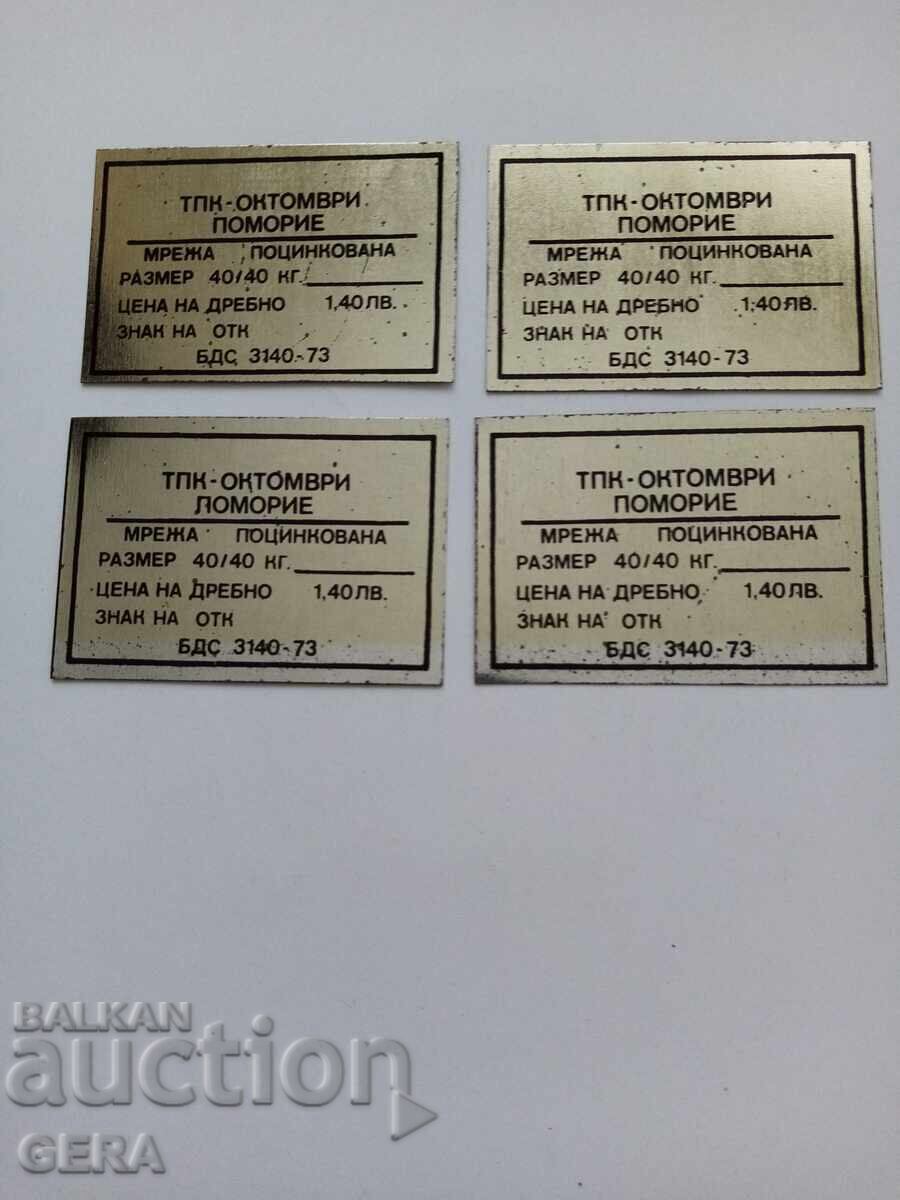 ТПК-ОКТОМВРИ
ПОМОРИЕ
МРЕЖА ПОЦИНКОВАНА
РАЗМЕР 40/40 КГ.
ЦЕНА НА ДРЕБНО 1,40 ЛВ.
ЗНАК НА ОТК
БДС 3140-73
ТПК-ОКТОМВРИ
ПОМОРИЕ
МРЕЖА ПОЦИНКОВАНА
РАЗМЕР 40/40 КГ.
ЦЕНА НА ДРЕБНО 1,40 ЛВ.
ЗНАК НА ОТК
БДС 3140-73
ТПК-ОКТОМВРИ
ПОМОРИЕ
МРЕЖА ПОЦИНКОВАНА
РАЗМЕР 40/40 КГ.
ЦЕНА НА ДРЕБНО 1,40 ЛВ.
ЗНАК НА ОТК
БДС 3140-73
ТПК-ОКТОМВРИ
ПОМОРИЕ
МРЕЖА ПОЦИНКОВАНА
РАЗМЕР 40/40 КГ.
ЦЕНА НА ДРЕБНО 1,40 ЛВ.
ЗНАК НА ОТК
БДС 3140-73
BALKAN
auction
GERA